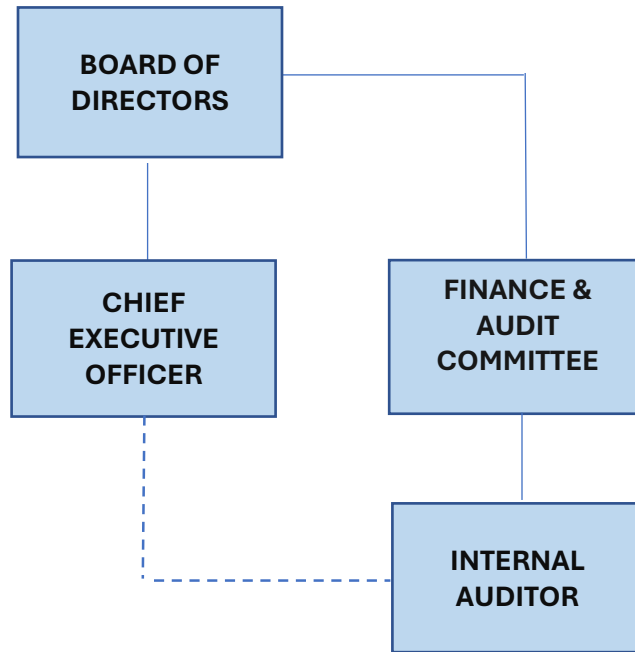 BOARD OF
DIRECTORS
CHIEF
EXECUTIVE
OFFICER
FINANCE &
AUDIT
COMMITTEE
INTERNAL
AUDITOR